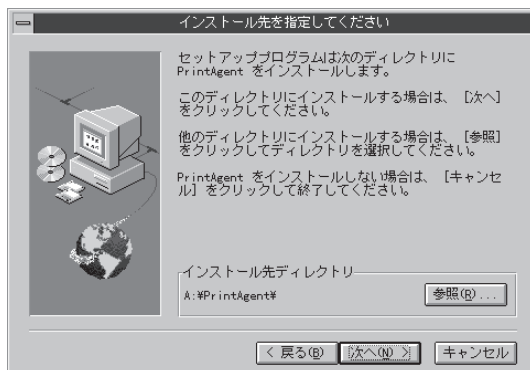 インストール先を指定してください
セットアッププログラムは次のディレクトリに
PrintAgent をインストールします。
このディレクトリにインストールする場合は、［次へ］
をクリックしてください。
他のディレクトリにインストールする場合は、［参照］
をクリックしてディレクトリを選択してください。
PrintAgent をインストールしない場合は、［キャンセ
ル］をクリックして終了してください。
インストール先ディレクトリ
A:¥PrintAgent¥
参照(R)...
< 戻る(B)
次へ(N) >
キャンセル